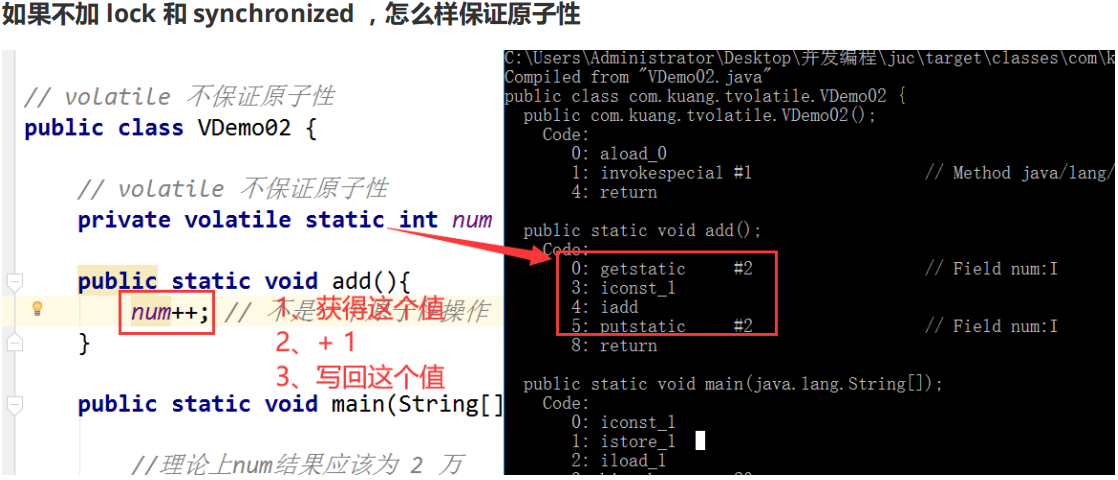 如果不加 lock 和 synchronized ，怎么样保证原子性
// volatile 不保证原子性
public class VDemo02 {
// volatile 不保证原子性
private volatile static int num
public static void add(){
num++; // 不是一个原子性操作
1、获得这个值
2、+ 1
3、写回这个值
}
public static void main(String[]
//理论上num结果应该为 2 万
C:\Users\Administrator\Desktop\并发编程\juc\target\classes\com\k
Compiled from "VDemo02.java"
public class com.kuang.tvolatile.VDemo02 {
public com.kuang.tvolatile.VDemo02();
Code:
0: aload_0
1: invokespecial #1 // Method java/lang/
4: return
public static void add();
Code:
0: getstatic #2 // Field num:I
3: iconst_1
4: iadd
5: putstatic #2 // Field num:I
8: return
public static void main(java.lang.String[]);
Code:
0: iconst_1
1: istore_1
2: iload_1